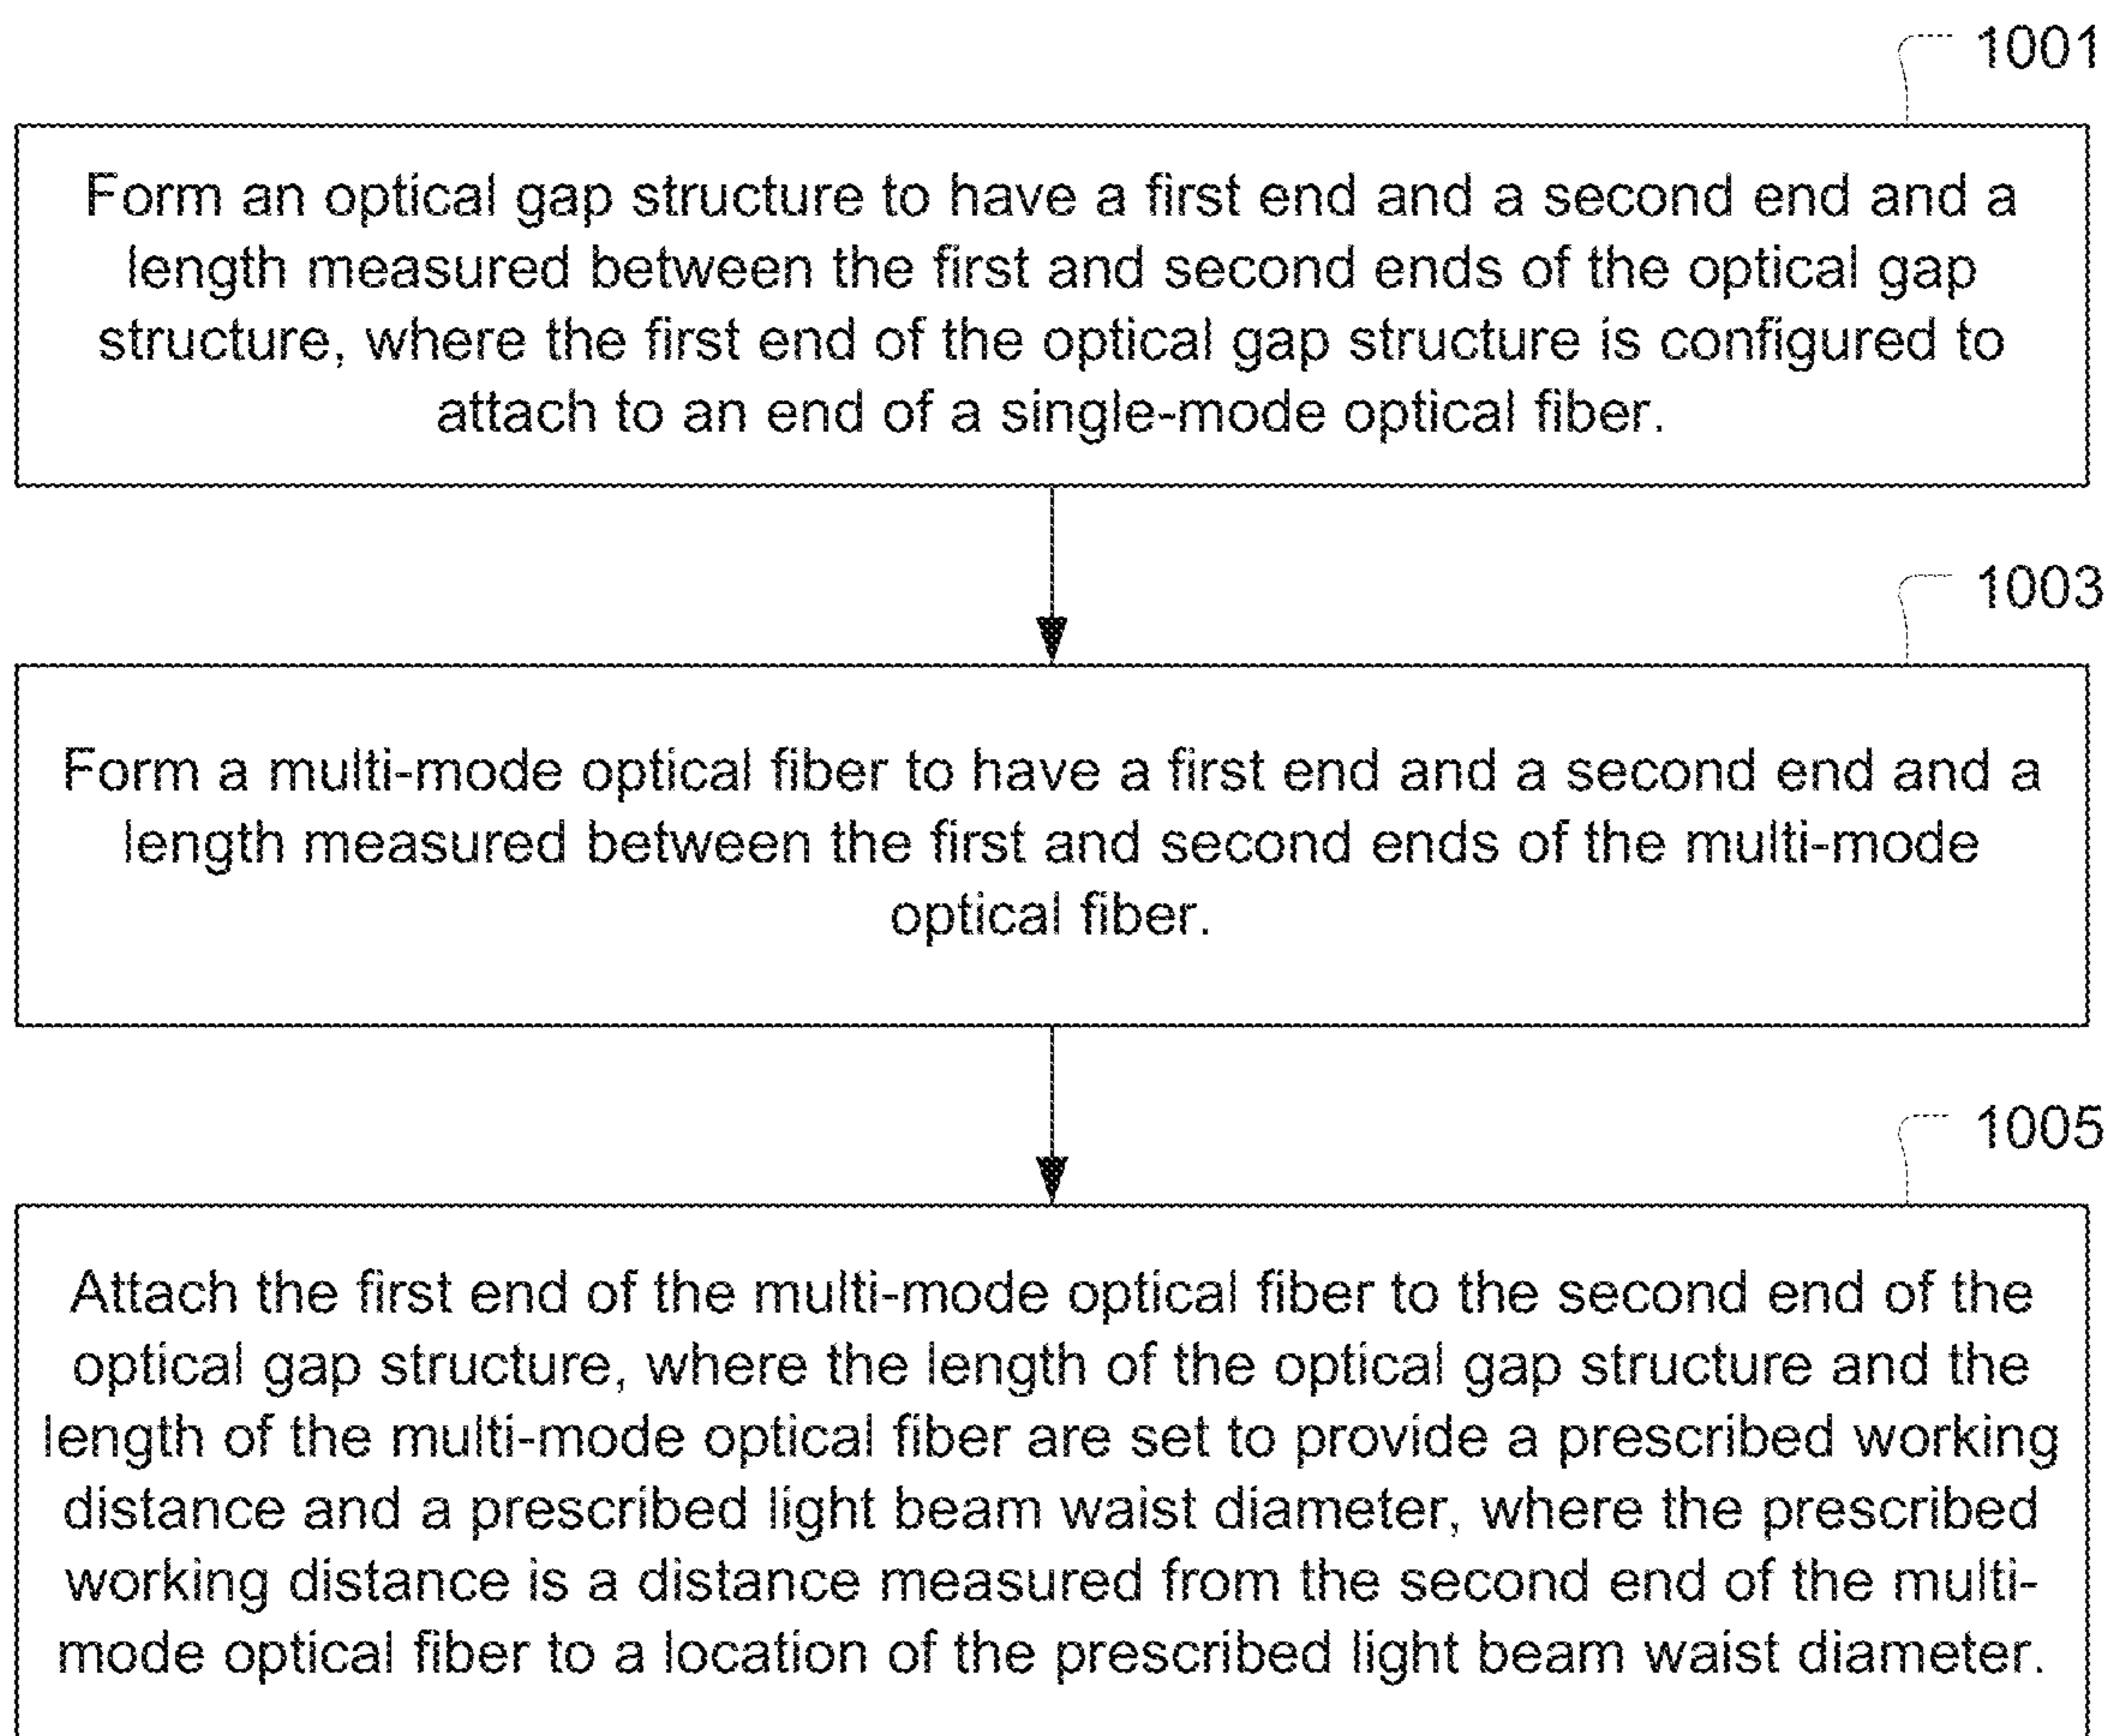 1001
Form an optical gap structure to have a first end and a second end and a
length measured between the first and second ends of the optical gap
structure, where the first end of the optical gap structure is configured to
attach to an end of a single-mode optical fiber.
1003
Form a multi-mode optical fiber to have a first end and a second end and a
length measured between the first and second ends of the multi-mode
optical fiber.
1005
Attach the first end of the multi-mode optical fiber to the second end of the
optical gap structure, where the length of the optical gap structure and the
length of the multi-mode optical fiber are set to provide a prescribed working
distance and a prescribed light beam waist diameter, where the prescribed
working distance is a distance measured from the second end of the multi-
mode optical fiber to a location of the prescribed light beam waist diameter.